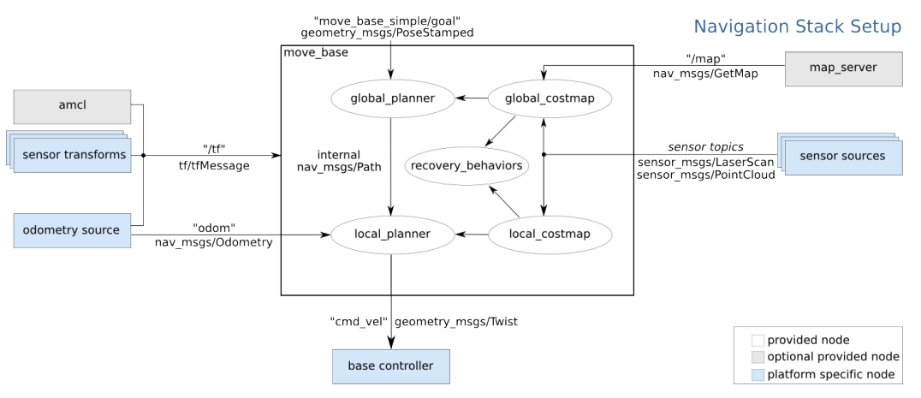 Navigation Stack Setup
"move_base_simple/goal"
geometry_msgs/PoseStamped
move_base
"/map"
nav_msgs/GetMap
map_server
global_planner
global_costmap
amcl
sensor transforms
"/tf"
tf/tfMessage
internal
nav_msgs/Path
recovery_behaviors
sensor topics
sensor_msgs/LaserScan
sensor_msgs/PointCloud
sensor sources
odometry source
"odom"
nav_msgs/Odometry
local_planner
local_costmap
"cmd_vel"
geometry_msgs/Twist
base controller
provided node
optional provided node
platform specific node